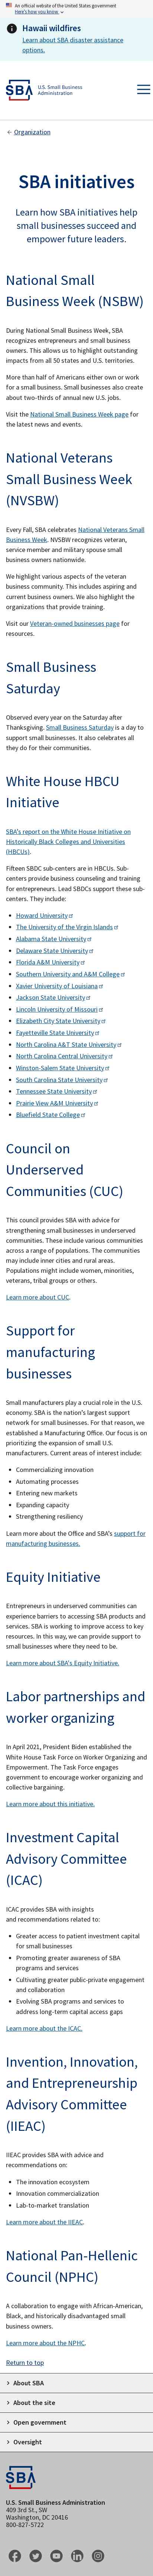 An official website of the United States government
Here's how you know
Hawaii wildfires
Learn about SBA disaster assistance
options.
SBA
U.S. Small Business
Administration
Organization
SBA initiatives
Learn how SBA initiatives help
small businesses succeed and
empower future leaders.
National Small
Business Week (NSBW)
During National Small Business Week, SBA
recognizes entrepreneurs and small business
owners. This allows us to highlight outstanding
impacts from all 50 states and U.S. territories.
More than half of Americans either own or work
for a small business. Small businesses also create
two-thirds of annual new U.S. jobs.
Visit the National Small Business Week page for
the latest news and events.
National Veterans
Small Business Week
(NVSBW)
Every Fall, SBA celebrates National Veterans Small
Business Week. NVSBW recognizes veteran,
service member and military spouse small
business owners nationwide.
We highlight various aspects of the veteran
business community. This includes aspiring and
current business owners. We also highlight the
organizations that provide them training.
Visit our Veteran-owned businesses page for
resources.
Small Business
Saturday
Observed every year on the Saturday after
Thanksgiving. Small Business Saturday is a day to
support small businesses. It also celebrates all
they do for their communities.
White House HBCU
Initiative
SBA's report on the White House Initiative on
Historically Black Colleges and Universities
(HBCUs).
Fifteen SBDC sub-centers are in HBCUs. Sub-
centers provide business counseling to minority
entrepreneurs. Lead SBDCs support these sub-
centers. They include:
Howard University
The University of the Virgin Islands
Alabama State University
Delaware State University
Florida A&M University
Southern University and A&M College
Xavier University of Louisiana
Jackson State University
Lincoln University of Missouri
Elizabeth City State University
Fayetteville State University
North Carolina A&T State University
North Carolina Central University
Winston-Salem State University
South Carolina State University
Tennessee State University
Prairie View A&M University
Bluefield State College
Council on
Underserved
Communities (CUC)
This council provides SBA with advice for
strengthening small businesses in underserved
communities. These can be rural or urban areas.
Populations might include women, minorities,
veterans, tribal groups or others.
Learn more about CUC.
Support for
manufacturing
businesses
Small manufacturers play a crucial role in the U.S.
economy. SBA is the nation's largest advocate for
small business owners. For that reason, we
established a Manufacturing Office. Our focus is on
prioritizing the expansion of small U.S.
manufacturers. Current areas of interest include:
Commercializing innovation
Automating processes
Entering new markets
Expanding capacity
Strengthening resiliency
Learn more about the Office and SBA's support for
manufacturing businesses.
Equity Initiative
Entrepreneurs in underserved communities can
experience barriers to accessing products and
services. SBA is working to improve access to key
programs, so we can offer pathways to success for
small businesses where they need to be.
Learn more about SBA's Equity Initiative.
Labor partnerships and
worker organizing
In April 2021, President Biden established the
White House Task Force on Worker Organizing and
Empowerment. The Task Force engages
government to encourage worker organizing and
collective bargaining.
Learn more about this initiative.
Investment Capital
Advisory Committee
(ICAC)
ICAC provides SBA with insights
and recommendations related to:
Greater access to patient investment capital
for small businesses
Promoting greater awareness of SBA
programs and services
Cultivating greater public-private engagement
and collaboration
Evolving SBA programs and services to
address long-term capital access gaps
Learn more about the ICAC.
Invention, Innovation,
and Entrepreneurship
Advisory Committee
(IIEAC)
IIEAC provides SBA with advice and
recommendations on:
The innovation ecosystem
Innovation commercialization
Lab-to-market translation
Learn more about the IIEAC.
National Pan-Hellenic
Council (NPHC)
A collaboration to engage with African-American,
Black, and historically disadvantaged small
business owners.
Learn more about the NPHC.
Return to top
About SBA
About the site
Open government
Oversight
SBA
U.S. Small Business Administration
409 3rd St., SW
Washington, DC 20416
800-827-5722